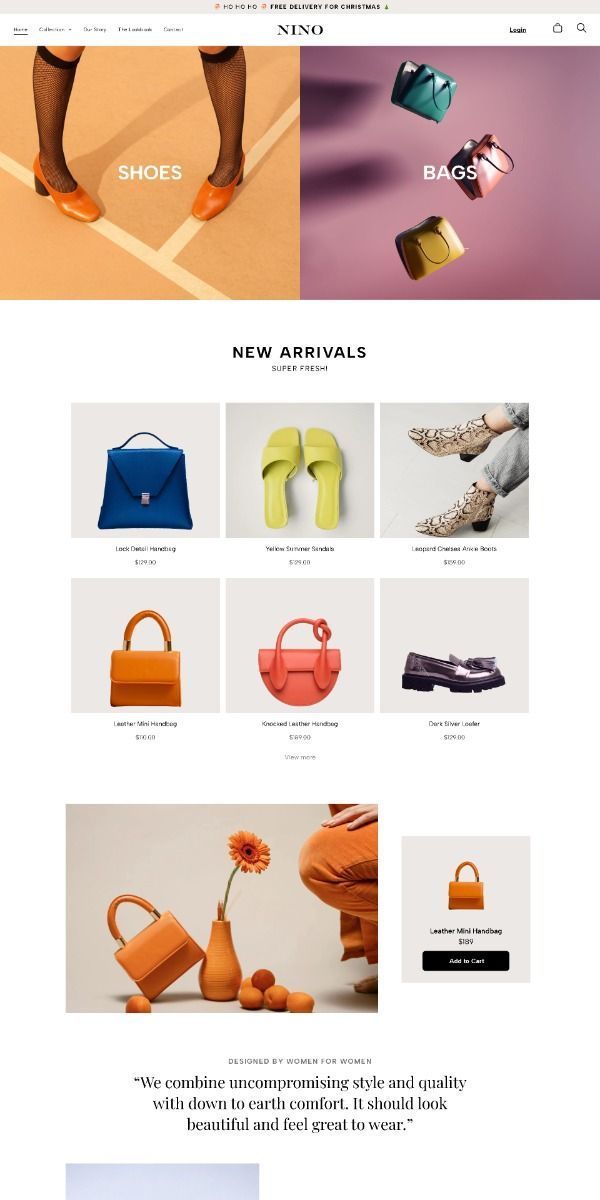 HO HO HO FREE DELIVERY FOR CHRISTMAS
Home Collections Our Story The Lookbook Contact
NINO
Login
SHOES
BAGS
NEW ARRIVALS
SUPER FRESH!
Lock Detail Handbag
$129.00
Yellow Summer Sandals
$129.00
Leopard Chelsea Ankle Boots
$159.00
Leather Mini Handbag
Knocked Leather Handbag
$189.00
Dark Silver Loafer
$129.00
View more
Leather Mini Handbag
$189
Add to Cart
DESIGNED BY WOMEN FOR WOMEN
“We combine uncompromising style and quality
with down to earth comfort. It should look
beautiful and feel great to wear.”